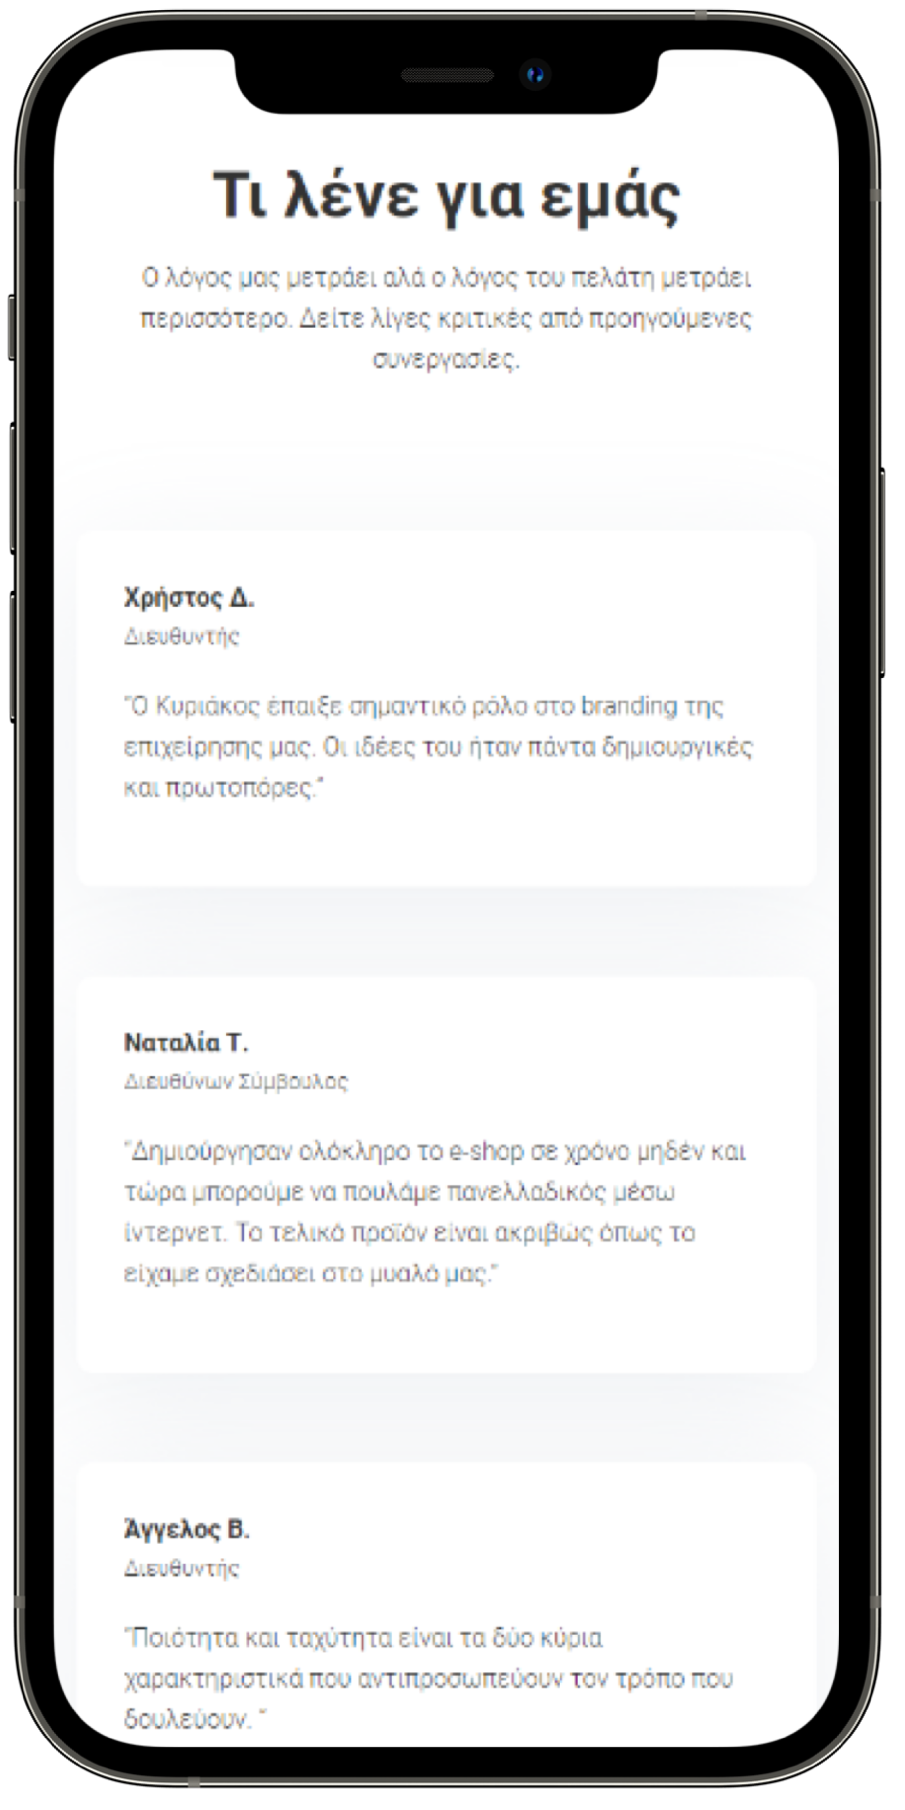 Τι λένε για εμάς
Ο λόγος μας μετράει αλά ο λόγος του πελάτη μετράει
περισσότερο. Δείτε λίγες κριτικές από προηγούμενες
συνεργασίες.
Χρήστος Δ.
Διευθυντής
“Ο Κυριάκος έπαιξε σημαντικό ρόλο στο branding της
επιχείρησης μας. Οι ιδέες του ήταν πάντα δημιουργικές
και πρωτοπόρες.”
Ναταλία Τ.
Διευθύνων Σύμβουλος
“Δημιούργησαν ολόκληρο το e-shop σε χρόνο μηδέν και
τώρα μπορούμε να πουλάμε πανελλαδικός μέσω
ίντερνετ. Το τελικό προϊόν είναι ακριβώς όπως το
είχαμε σχεδιάσει στο μυαλό μας.”
Άγγελος Β.
Διευθυντής
“Ποιότητα και ταχύτητα είναι τα δύο κύρια
χαρακτηριστικά που αντιπροσωπεύουν τον τρόπο που
δουλεύουν. ”